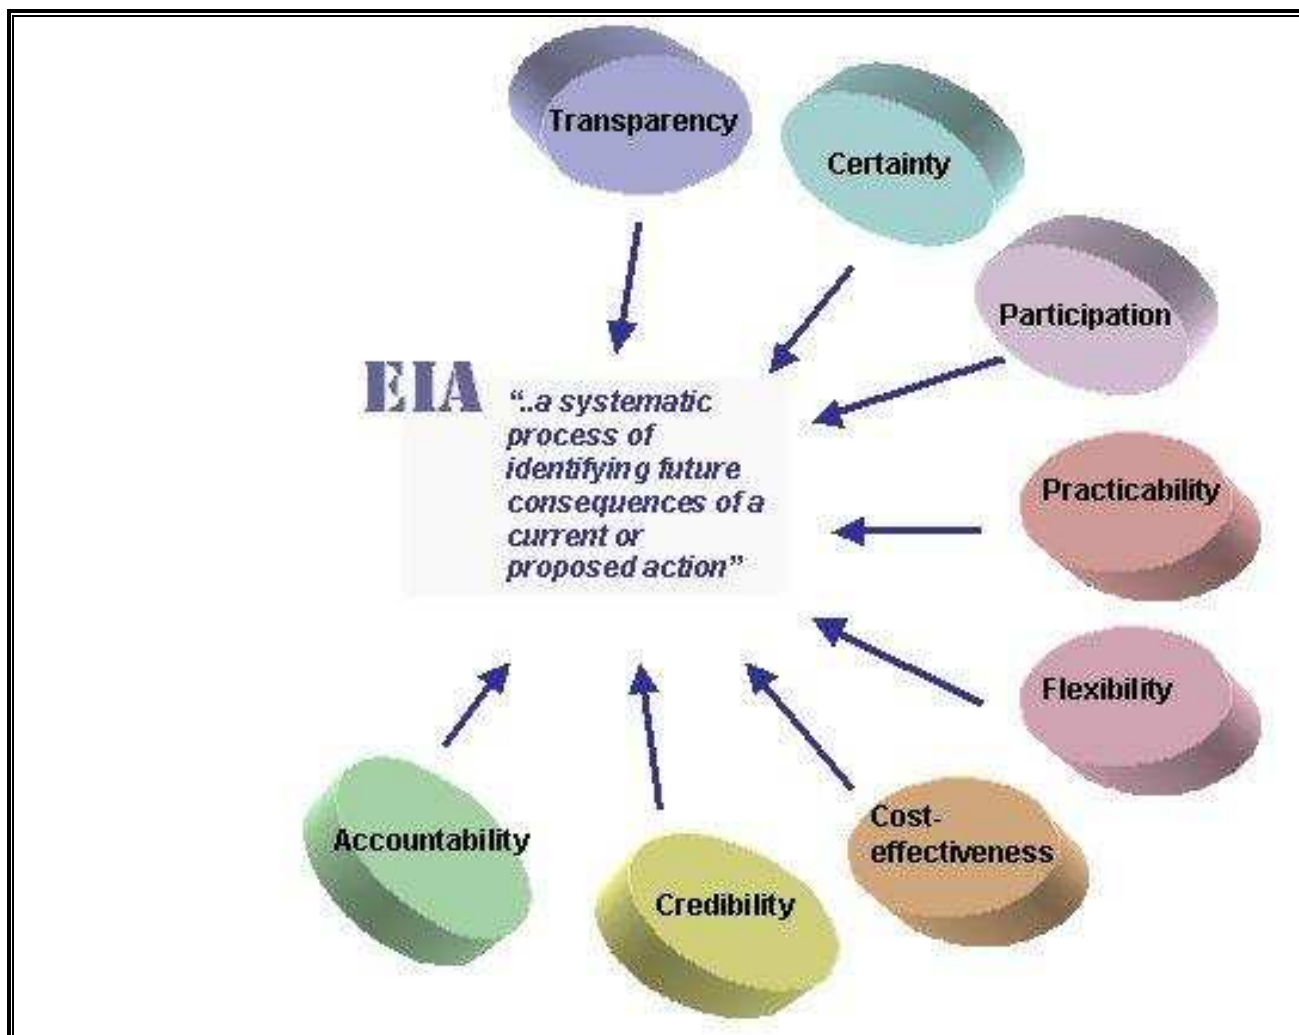 Transparency
Certainty
Participation
EIA
“..a systematic
process of
identifying future
consequences of a
current or
proposed action”
Practicability
Flexibility
Cost-
effectiveness
Accountability
Credibility